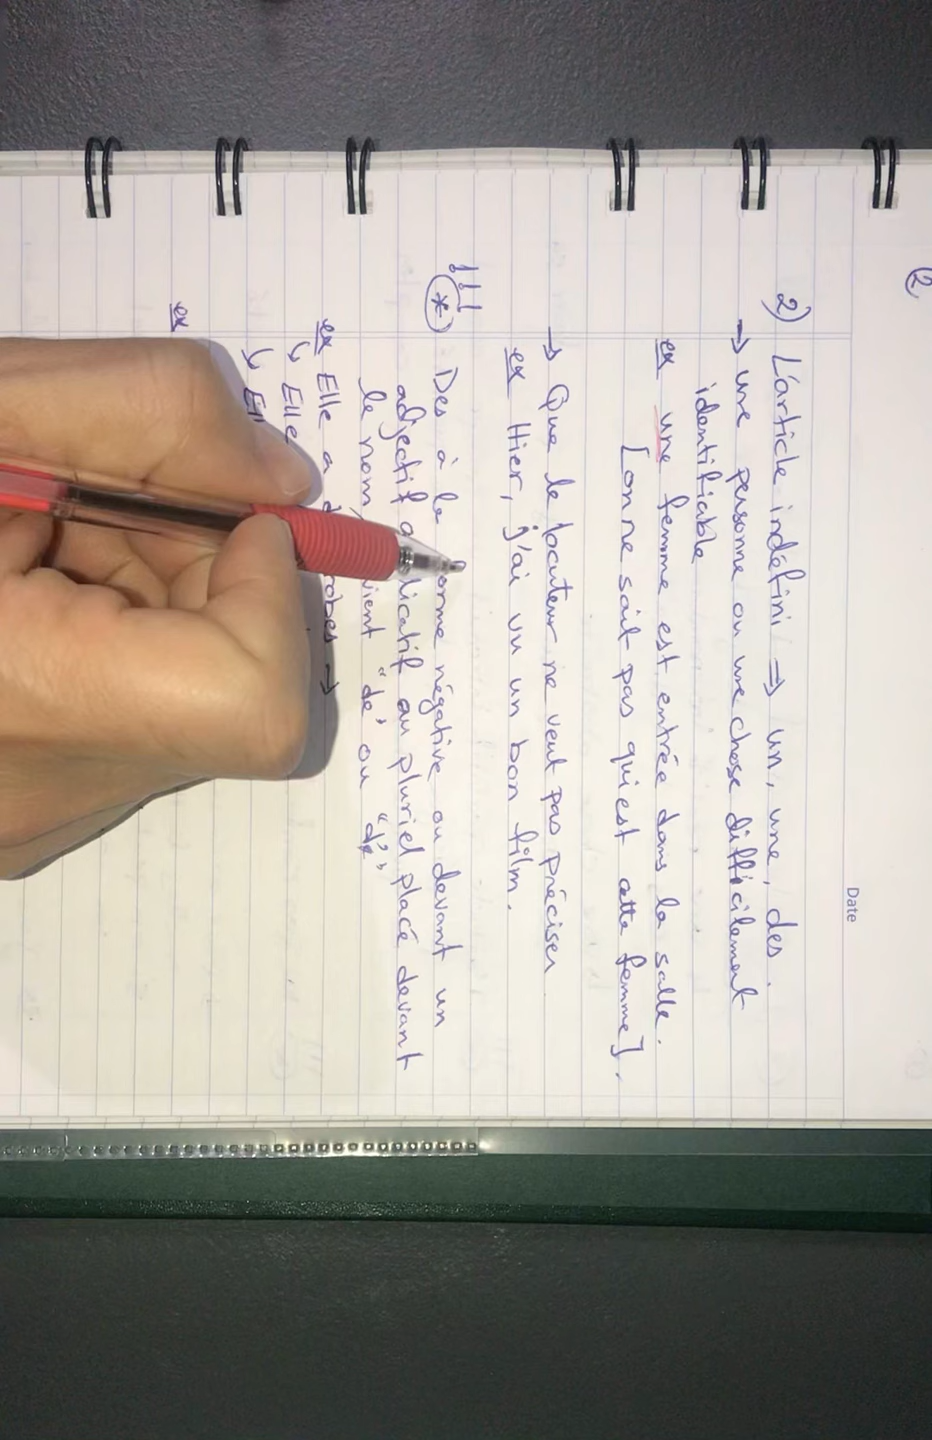 2
Date
2) L'article indéfini => un, une, des.
→ une personne ou une chose difficilement
identifiable
ex une femme est entrée dans la salle.
[on ne sait pas qui est cette femme].
→ Que le locuteur ne veut pas préciser
ex Hier, j'ai vu un bon film.
!!!
* Des à la forme négative ou devant un
adjectif au pluriel placé devant
le nom, "de" ou "d'"
ex Elle a robes →
↳ Elle
↳
ex